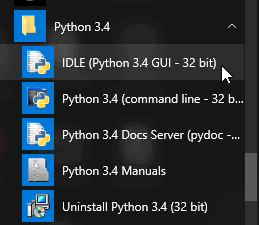 Python 3.4
IDLE (Python 3.4 GUI - 32 bit)
Python 3.4 (command line - 32 b...
Python 3.4 Docs Server (pydoc -...
Python 3.4 Manuals
Uninstall Python 3.4 (32 bit)